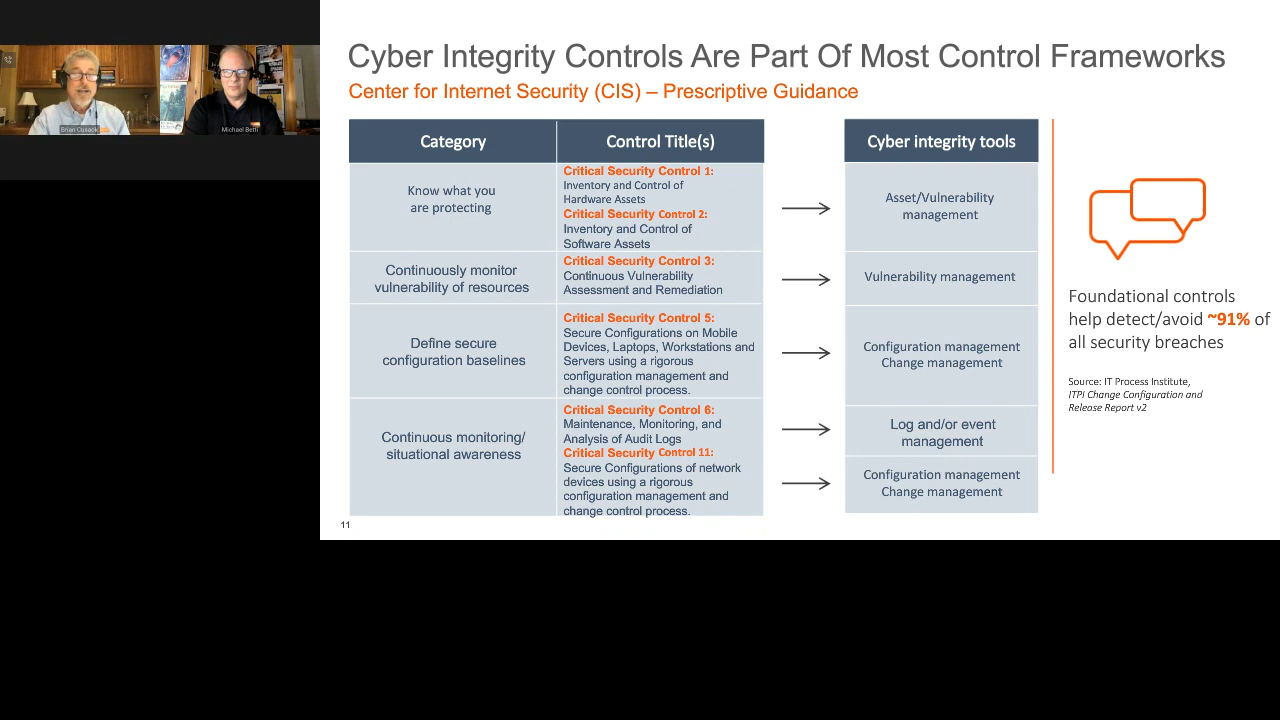 Cyber Integrity Controls Are Part Of Most Control Frameworks
Center for Internet Security (CIS) – Prescriptive Guidance
Brian Cusack
Michael Betti
Category
Control Title(s)
Cyber integrity tools
Know what you
are protecting
Critical Security Control 1:
Inventory and Control of
Hardware Assets
Critical Security Control 2:
Inventory and Control of
Software Assets
Asset/Vulnerability
management
Continuously monitor
vulnerability of resources
Critical Security Control 3:
Continuous Vulnerability
Assessment and Remediation
Vulnerability management
Define secure
configuration baselines
Critical Security Control 5:
Secure Configurations on Mobile
Devices, Laptops, Workstations and
Servers using a rigorous
configuration management and
change control process.
Configuration management
Change management
Continuous monitoring/
situational awareness
Critical Security Control 6:
Maintenance, Monitoring, and
Analysis of Audit Logs
Log and/or event
management
Critical Security Control 11:
Secure Configurations of network
devices using a rigorous
configuration management and
change control process.
Configuration management
Change management
Foundational controls
help detect/avoid ~91% of
all security breaches
Source: IT Process Institute,
ITPI Change Configuration and
Release Report v2
11